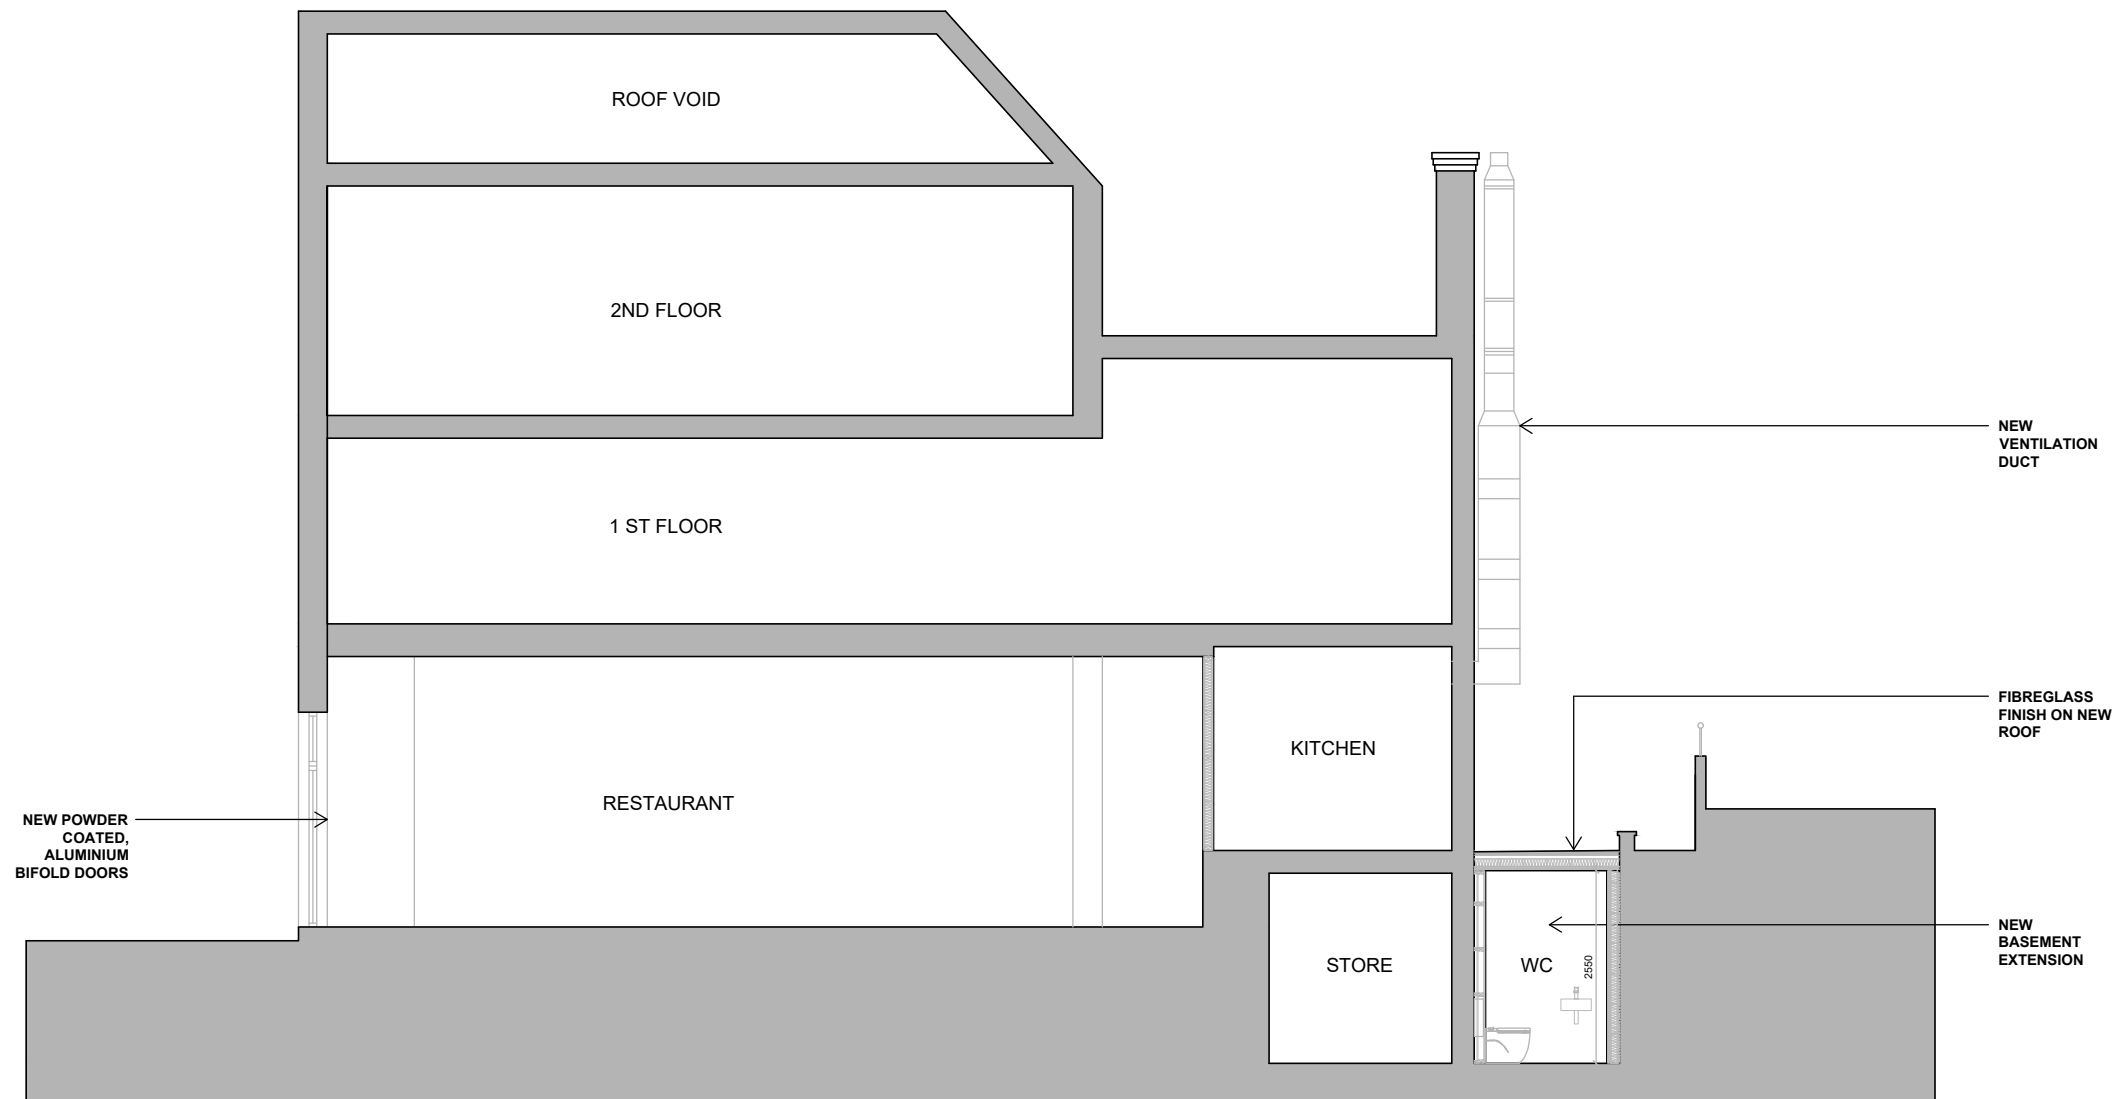 ROOF VOID
2ND FLOOR
1 ST FLOOR
NEW
VENTILATION
DUCT
FIBREGLASS
FINISH ON NEW
ROOF
KITCHEN
RESTAURANT
NEW POWDER
COATED,
ALUMINIUM
BIFOLD DOORS
NEW
BASEMENT
EXTENSION
STORE
WC
2550